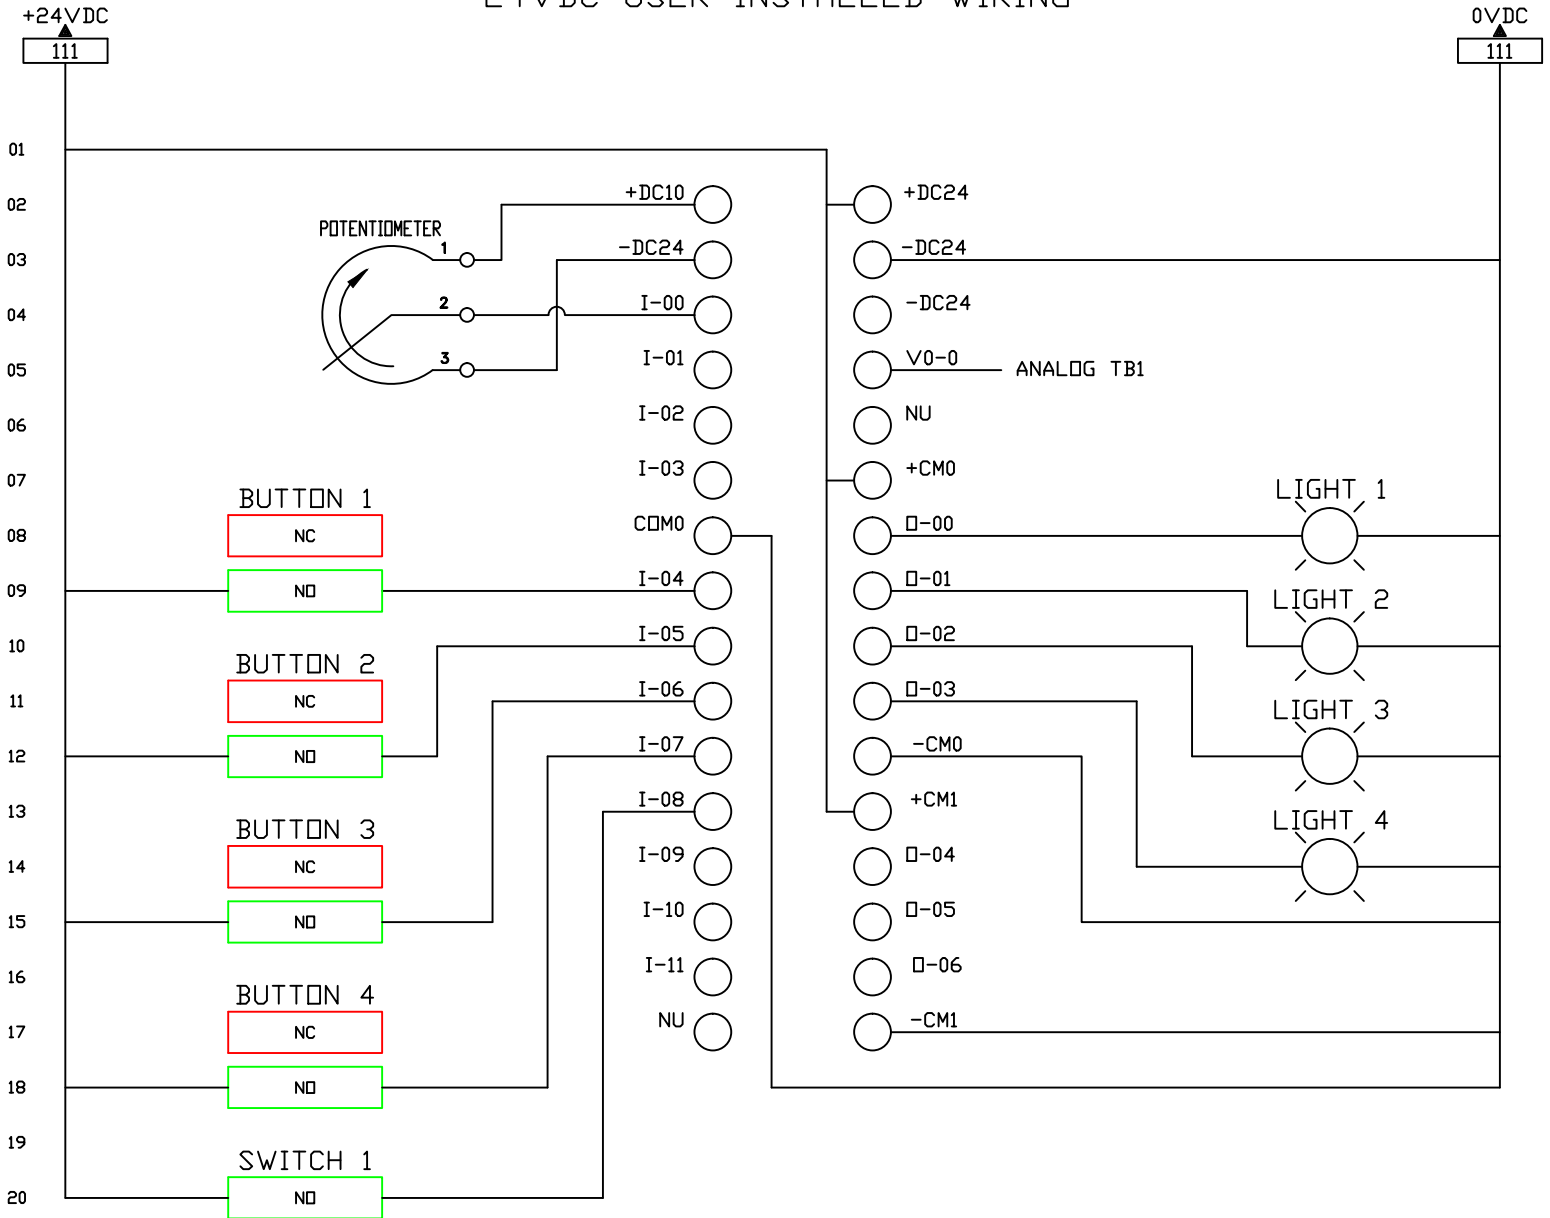 24VDC USER INSTALLED WIRING
+24VDC 0VDC
111 111
01
02 +DC10 +DC24
POTENTIOMETER
1
03 -DC24 -DC24
04 2 I-00 -DC24
05 3 I-01 V0-0 ANALOG TB1
06 I-02 NU
07 I-03 +CM0
BUTTON 1 LIGHT 1
08 NC COM0 O-00
09 NO I-04 O-01
LIGHT 2
10 I-05 O-02
BUTTON 2
11 NC I-06 O-03
LIGHT 3
12 NO I-07 -CM0
13 I-08 +CM1
BUTTON 3 LIGHT 4
14 NC I-09 O-04
15 NO I-10 O-05
16 I-11 O-06
BUTTON 4
17 NC NU -CM1
18 NO
19
SWITCH 1
20 NO